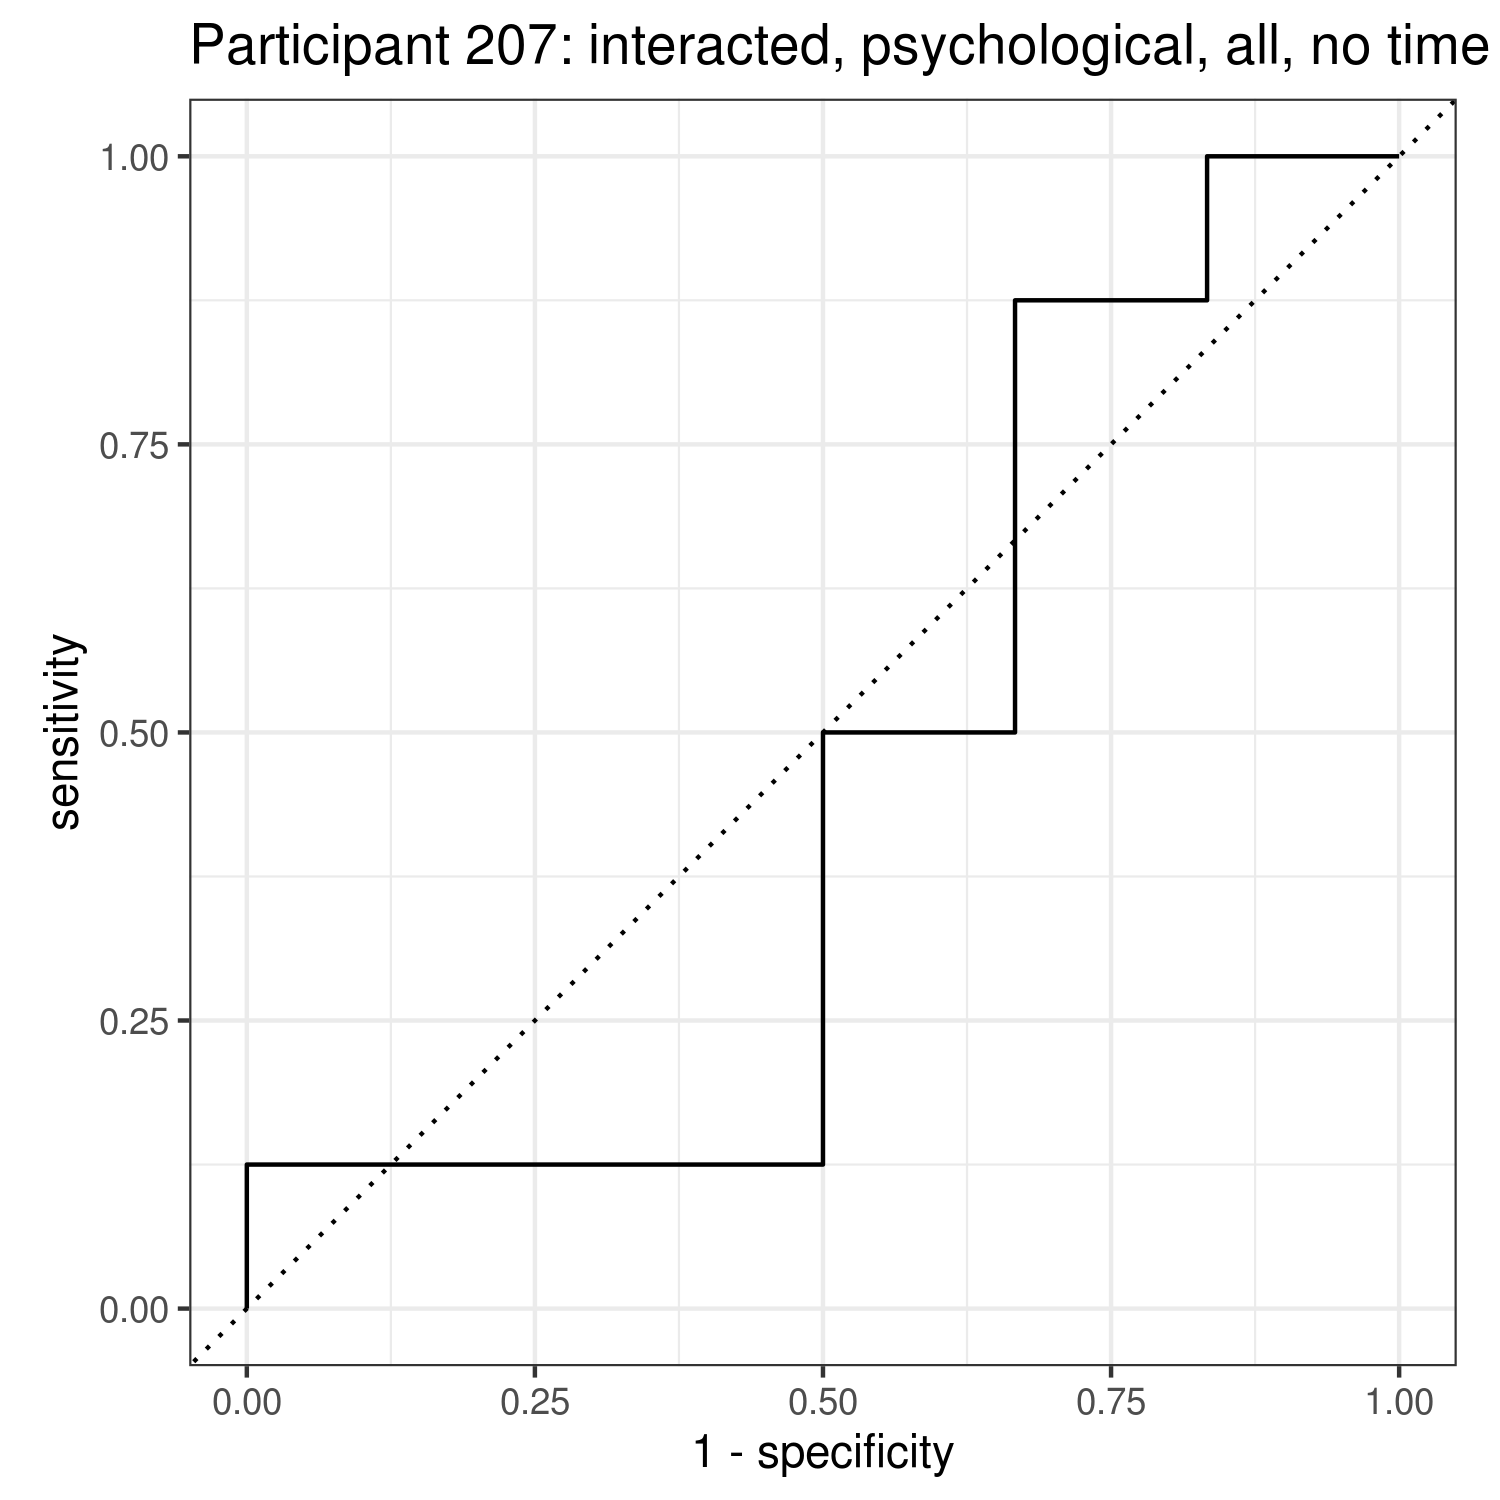 Participant 207: interacted, psychological, all, no time
1.00
0.75
0.50
0.25
0.00
sensitivity
0.00 0.25 0.50 0.75 1.00
1 - specificity